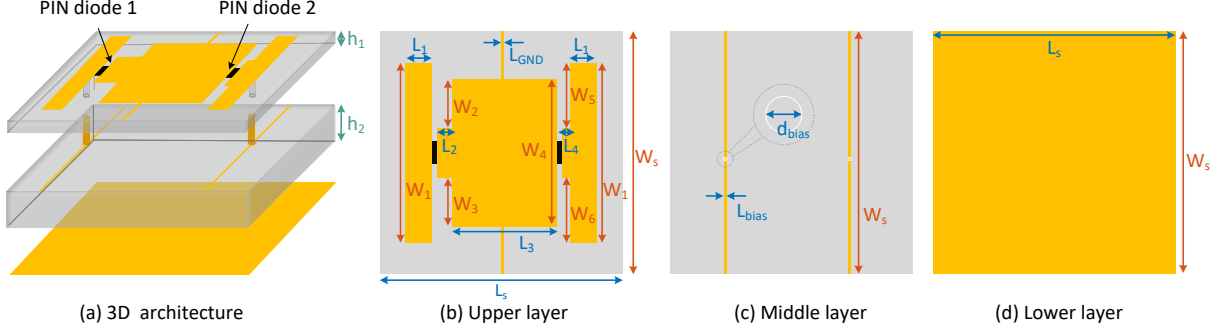 PIN diode 1
PIN diode 2
h1
h2
(a) 3D architecture
L1
LGND
L1
W2
W5
L2
W4
L4
Ws
W1
W3
W6
W1
L3
Ls
(b) Upper layer
dbias
Lbias
Ws
(c) Middle layer
Ls
Ws
(d) Lower layer